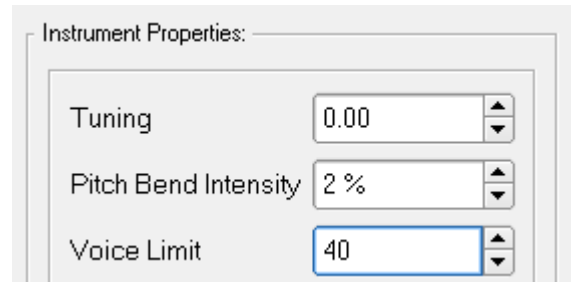 Instrument Properties:
Tuning 0.00
Pitch Bend Intensity 2 %
Voice Limit 40